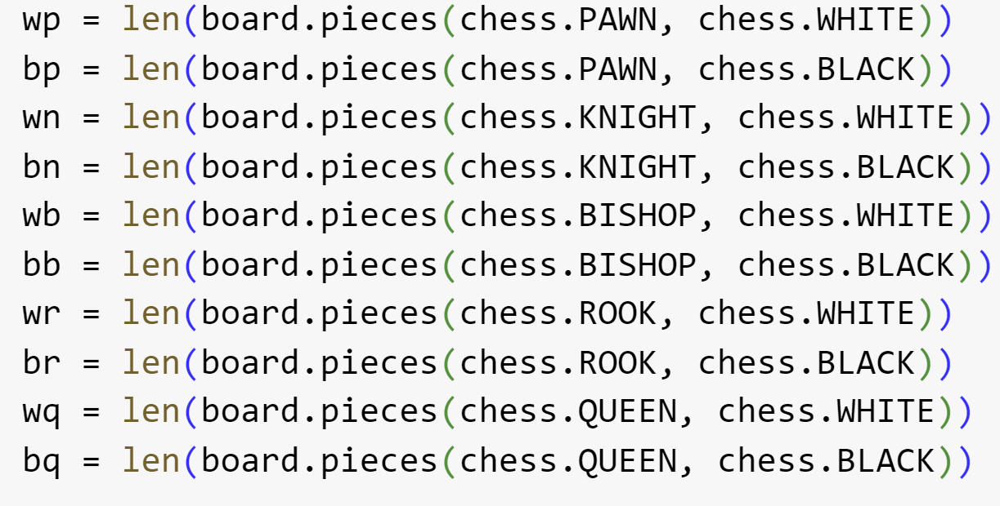 wp = len(board.pieces(chess.PAWN, chess.WHITE))
bp = len(board.pieces(chess.PAWN, chess.BLACK))
wn = len(board.pieces(chess.KNIGHT, chess.WHITE))
bn = len(board.pieces(chess.KNIGHT, chess.BLACK))
wb = len(board.pieces(chess.BISHOP, chess.WHITE))
bb = len(board.pieces(chess.BISHOP, chess.BLACK))
wr = len(board.pieces(chess.ROOK, chess.WHITE))
br = len(board.pieces(chess.ROOK, chess.BLACK))
wq = len(board.pieces(chess.QUEEN, chess.WHITE))
bq = len(board.pieces(chess.QUEEN, chess.BLACK))